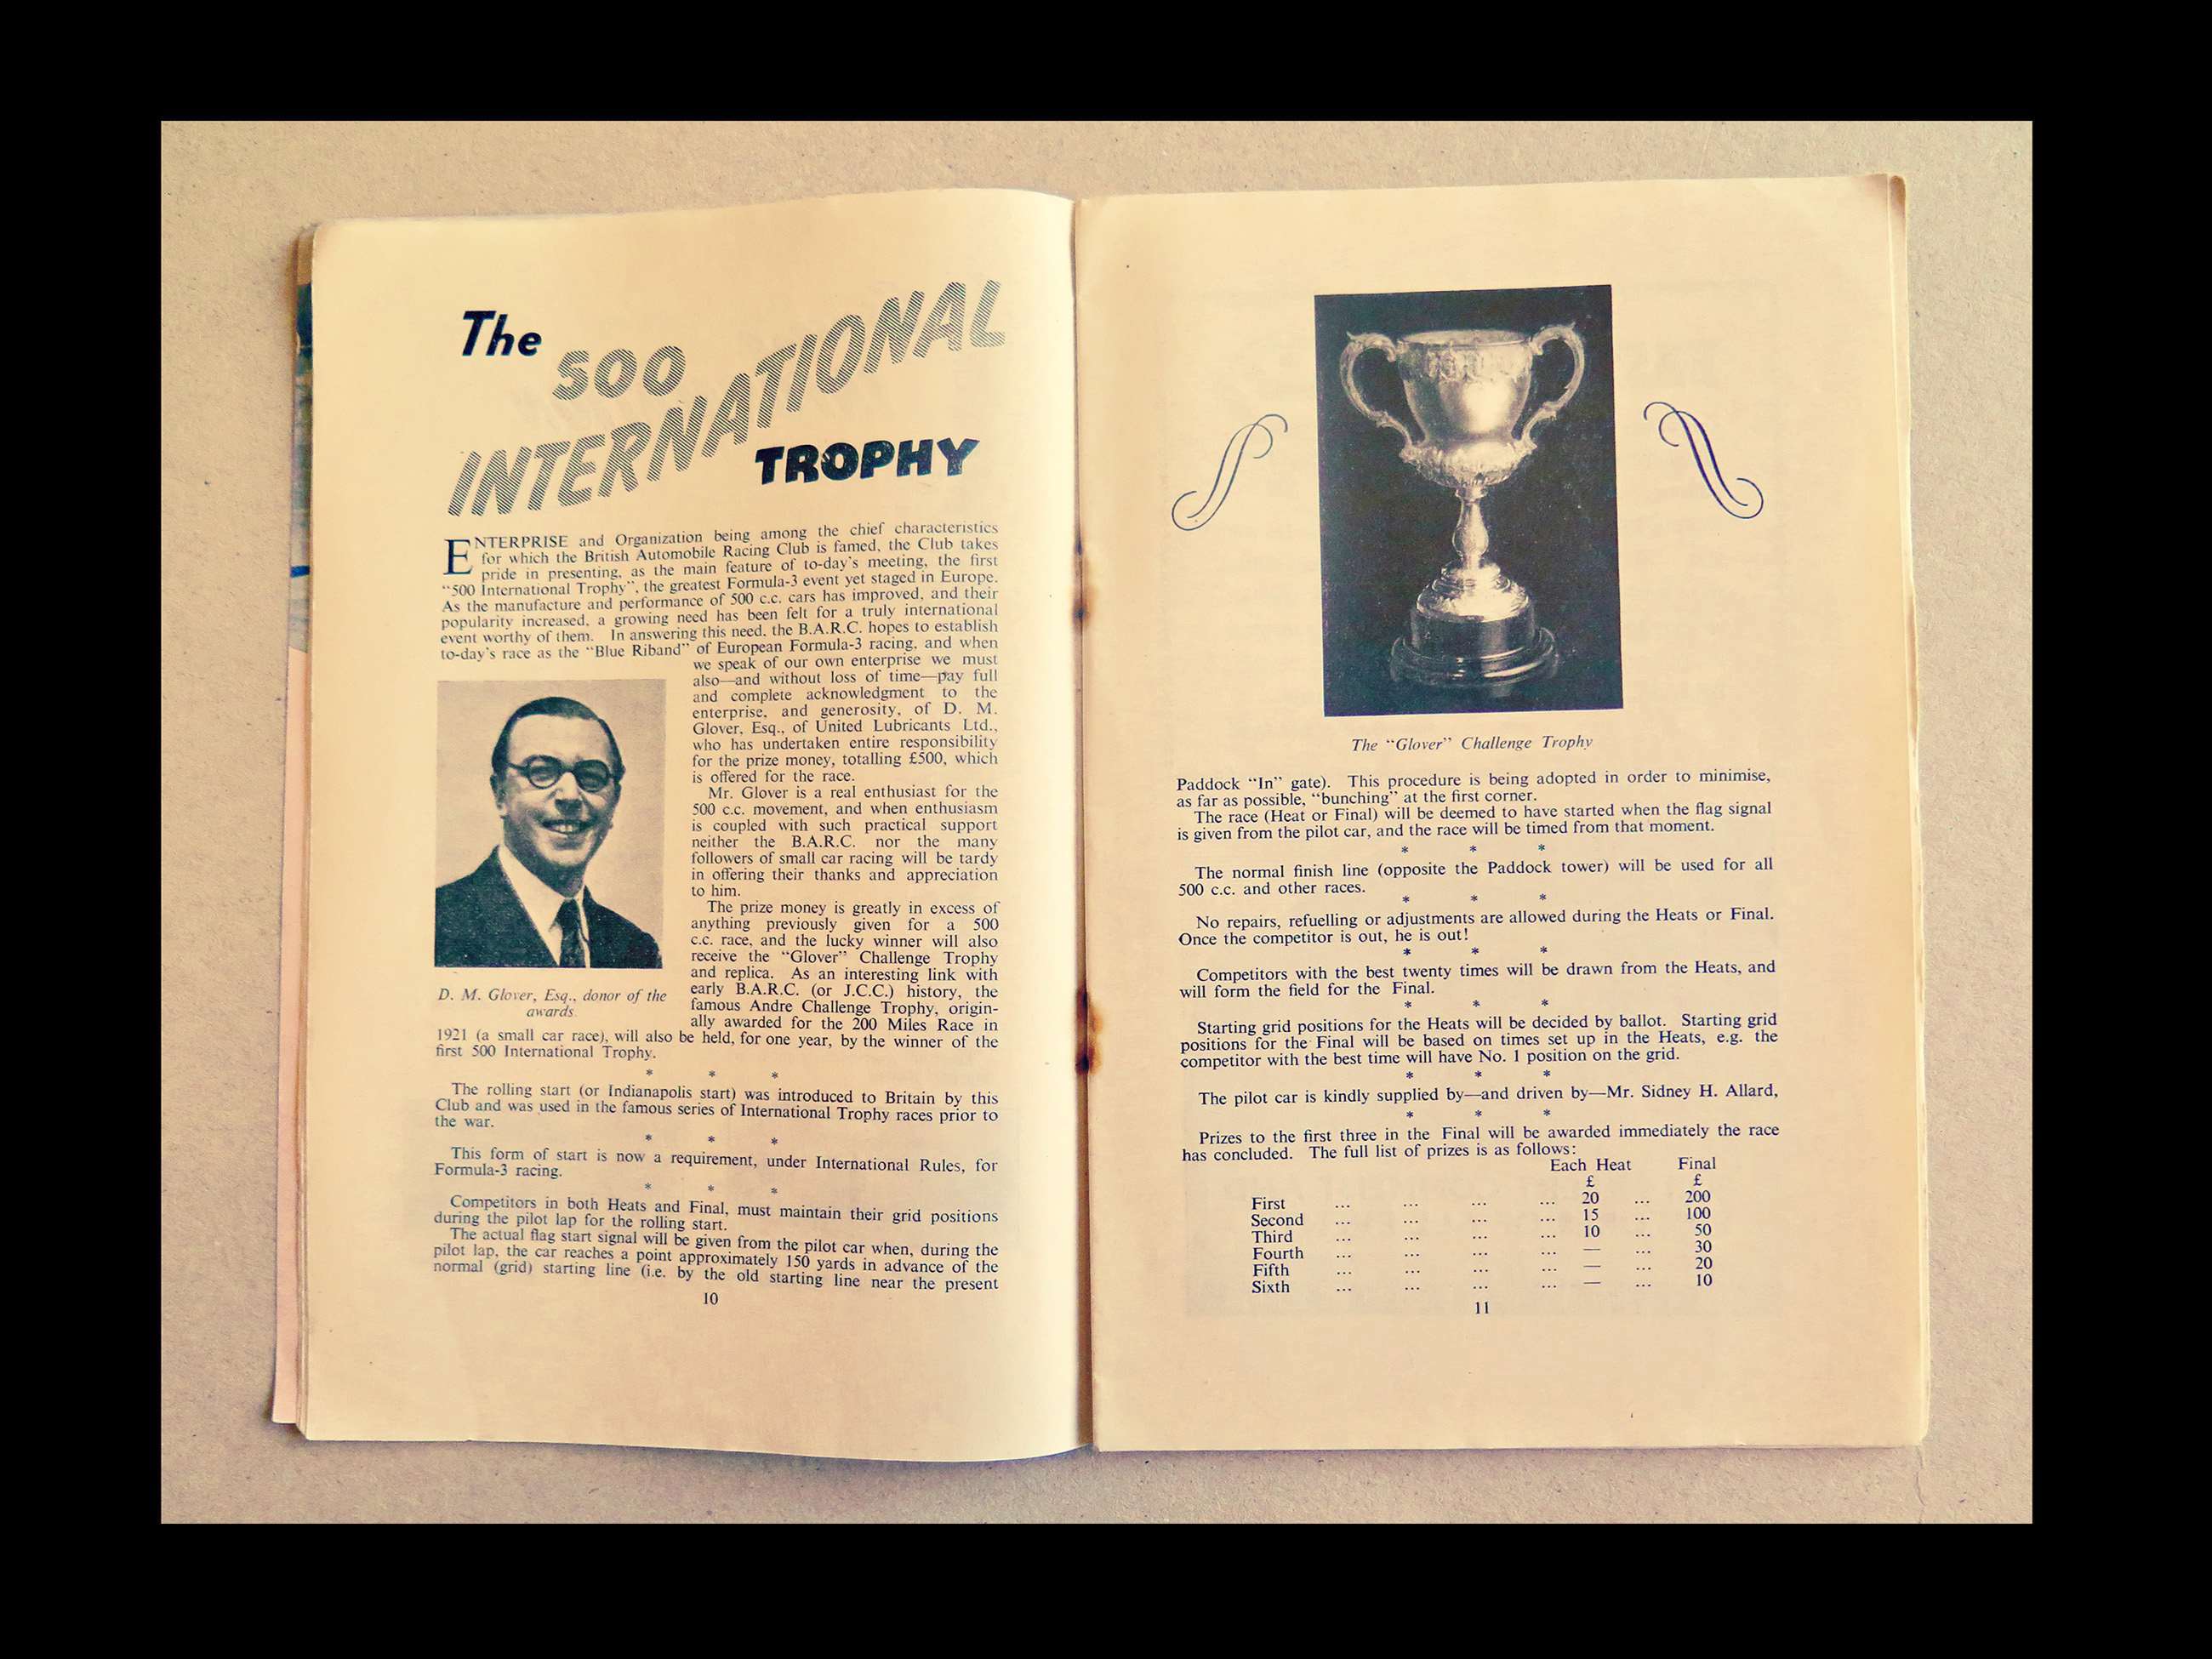 The
500
INTERNATIONAL
TROPHY
ENTERPRISE and Organization being among the chief characteristics
for which the British Automobile Racing Club is famed, the Club takes
pride in presenting, as the main feature of to-day's meeting, the first
"500 International Trophy", the greatest Formula-3 event yet staged in Europe.
As the manufacture and performance of 500 c.c. cars has improved, and their
popularity increased, a growing need has been felt for a truly international
event worthy of them. In answering this need, the B.A.R.C. hopes to establish
to-day's race as the "Blue Riband" of European Formula-3 racing, and when
we speak of our own enterprise we must
also—and without loss of time—pay full
and complete acknowledgment to the
enterprise, and generosity, of D. M.
Glover, Esq., of United Lubricants Ltd.,
who has undertaken entire responsibility
for the prize money, totalling £500, which
is offered for the race.
Mr. Glover is a real enthusiast for the
500 c.c. movement, and when enthusiasm
is coupled with such practical support
neither the B.A.R.C. nor the many
followers of small car racing will be tardy
in offering their thanks and appreciation
to him.
The prize money is greatly in excess of
anything previously given for a 500
c.c. race, and the lucky winner will also
receive the "Glover" Challenge Trophy
and replica. As an interesting link with
early B.A.R.C. (or J.C.C.) history, the
famous Andre Challenge Trophy, origin-
ally awarded for the 200 Miles Race in
1921 (a small car race), will also be held, for one year, by the winner of the
first 500 International Trophy.
D. M. Glover, Esq., donor of the
awards.
* * *
The rolling start (or Indianapolis start) was introduced to Britain by this
Club and was used in the famous series of International Trophy races prior to
the war.
* * *
This form of start is now a requirement, under International Rules, for
Formula-3 racing.
* * *
Competitors in both Heats and Final, must maintain their grid positions
during the pilot lap for the rolling start.
The actual flag start signal will be given from the pilot car when, during the
pilot lap, the car reaches a point approximately 150 yards in advance of the
normal (grid) starting line (i.e. by the old starting line near the present
10
The "Glover" Challenge Trophy
Paddock "In" gate). This procedure is being adopted in order to minimise,
as far as possible, "bunching" at the first corner.
The race (Heat or Final) will be deemed to have started when the flag signal
is given from the pilot car, and the race will be timed from that moment.
* * *
The normal finish line (opposite the Paddock tower) will be used for all
500 c.c. and other races.
* * *
No repairs, refuelling or adjustments are allowed during the Heats or Final.
Once the competitor is out, he is out!
* * *
Competitors with the best twenty times will be drawn from the Heats, and
will form the field for the Final.
* * *
Starting grid positions for the Heats will be decided by ballot. Starting grid
positions for the Final will be based on times set up in the Heats, e.g. the
competitor with the best time will have No. 1 position on the grid.
* * *
The pilot car is kindly supplied by—and driven by—Mr. Sidney H. Allard,
* * *
Prizes to the first three in the Final will be awarded immediately the race
has concluded. The full list of prizes is as follows:
Each Heat Final
£ £
First ... ... ... ... 20 ... 200
Second ... ... ... ... 15 ... 100
Third ... ... ... ... 10 ... 50
Fourth ... ... ... ... — ... 30
Fifth ... ... ... ... — ... 20
Sixth ... ... ... ... — ... 10
11